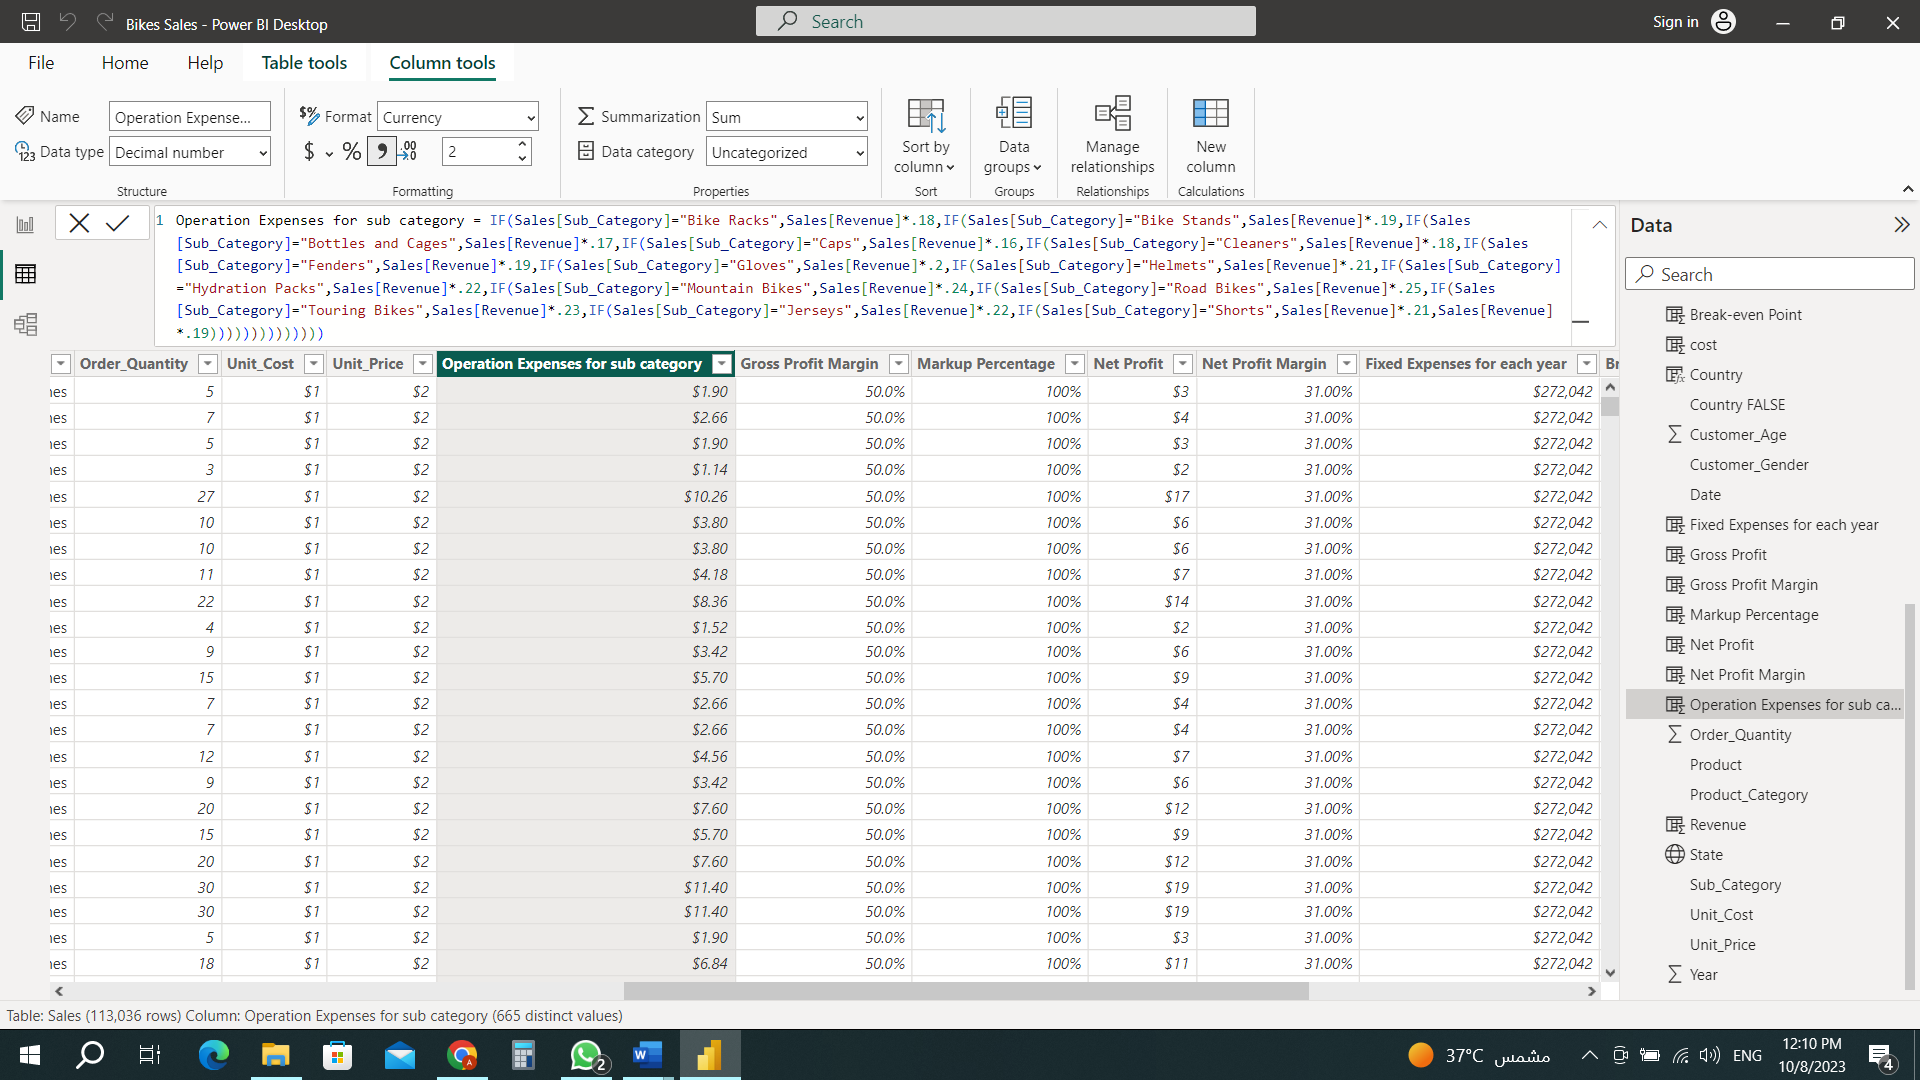 Bikes Sales - Power BI Desktop
Search
Sign in
File Home Help Table tools Column tools
Name Operation Expense...
Data type Decimal number
Structure
Format Currency
$ % 9 .00 2
Formatting
Summarization Sum
Data category Uncategorized
Properties
Sort by column
Sort
Data groups
Groups
Manage relationships
Relationships
New column
Calculations
1 Operation Expenses for sub category = IF(Sales[Sub_Category]="Bike Racks",Sales[Revenue]*.18,IF(Sales[Sub_Category]="Bike Stands",Sales[Revenue]*.19,IF(Sales
[Sub_Category]="Bottles and Cages",Sales[Revenue]*.17,IF(Sales[Sub_Category]="Caps",Sales[Revenue]*.16,IF(Sales[Sub_Category]="Cleaners",Sales[Revenue]*.18,IF(Sales
[Sub_Category]="Fenders",Sales[Revenue]*.19,IF(Sales[Sub_Category]="Gloves",Sales[Revenue]*.2,IF(Sales[Sub_Category]="Helmets",Sales[Revenue]*.21,IF(Sales[Sub_Category]
="Hydration Packs",Sales[Revenue]*.22,IF(Sales[Sub_Category]="Mountain Bikes",Sales[Revenue]*.24,IF(Sales[Sub_Category]="Road Bikes",Sales[Revenue]*.25,IF(Sales
[Sub_Category]="Touring Bikes",Sales[Revenue]*.23,IF(Sales[Sub_Category]="Jerseys",Sales[Revenue]*.22,IF(Sales[Sub_Category]="Shorts",Sales[Revenue]*.21,Sales[Revenue]
*.19))))))))))))))
Order_Quantity Unit_Cost Unit_Price Operation Expenses for sub category Gross Profit Margin Markup Percentage Net Profit Net Profit Margin Fixed Expenses for each year Br
nes 5 $1 $2 $1.90 50.0% 100% $3 31.00% $272,042
nes 7 $1 $2 $2.66 50.0% 100% $4 31.00% $272,042
nes 5 $1 $2 $1.90 50.0% 100% $3 31.00% $272,042
nes 3 $1 $2 $1.14 50.0% 100% $2 31.00% $272,042
nes 27 $1 $2 $10.26 50.0% 100% $17 31.00% $272,042
nes 10 $1 $2 $3.80 50.0% 100% $6 31.00% $272,042
nes 10 $1 $2 $3.80 50.0% 100% $6 31.00% $272,042
nes 11 $1 $2 $4.18 50.0% 100% $7 31.00% $272,042
nes 22 $1 $2 $8.36 50.0% 100% $14 31.00% $272,042
nes 4 $1 $2 $1.52 50.0% 100% $2 31.00% $272,042
nes 9 $1 $2 $3.42 50.0% 100% $6 31.00% $272,042
nes 15 $1 $2 $5.70 50.0% 100% $9 31.00% $272,042
nes 7 $1 $2 $2.66 50.0% 100% $4 31.00% $272,042
nes 7 $1 $2 $2.66 50.0% 100% $4 31.00% $272,042
nes 12 $1 $2 $4.56 50.0% 100% $7 31.00% $272,042
nes 9 $1 $2 $3.42 50.0% 100% $6 31.00% $272,042
nes 20 $1 $2 $7.60 50.0% 100% $12 31.00% $272,042
nes 15 $1 $2 $5.70 50.0% 100% $9 31.00% $272,042
nes 20 $1 $2 $7.60 50.0% 100% $12 31.00% $272,042
nes 30 $1 $2 $11.40 50.0% 100% $19 31.00% $272,042
nes 30 $1 $2 $11.40 50.0% 100% $19 31.00% $272,042
nes 5 $1 $2 $1.90 50.0% 100% $3 31.00% $272,042
nes 18 $1 $2 $6.84 50.0% 100% $11 31.00% $272,042
Data
Search
Break-even Point
cost
Country
Country FALSE
Customer_Age
Customer_Gender
Date
Fixed Expenses for each year
Gross Profit
Gross Profit Margin
Markup Percentage
Net Profit
Net Profit Margin
Operation Expenses for sub ca...
Order_Quantity
Product
Product_Category
Revenue
State
Sub_Category
Unit_Cost
Unit_Price
Year
Table: Sales (113,036 rows) Column: Operation Expenses for sub category (665 distinct values)
2
37°C مشمس
ENG
12:10 PM
10/8/2023
4